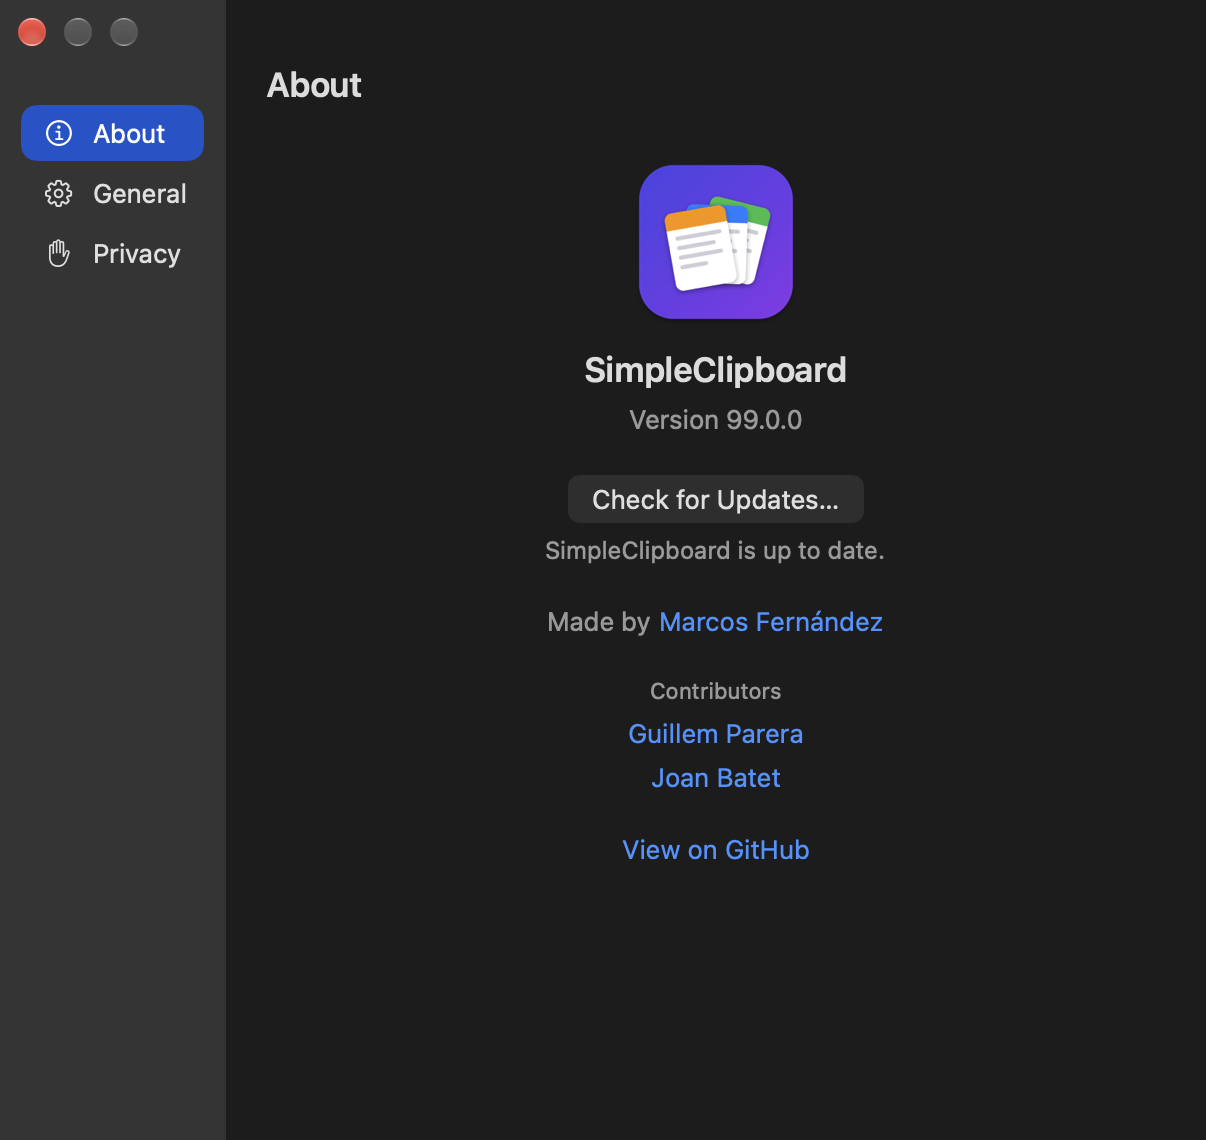 About
General
Privacy
About
SimpleClipboard
Version 99.0.0
Check for Updates...
SimpleClipboard is up to date.
Made by Marcos Fernández
Contributors
Guillem Parera
Joan Batet
View on GitHub